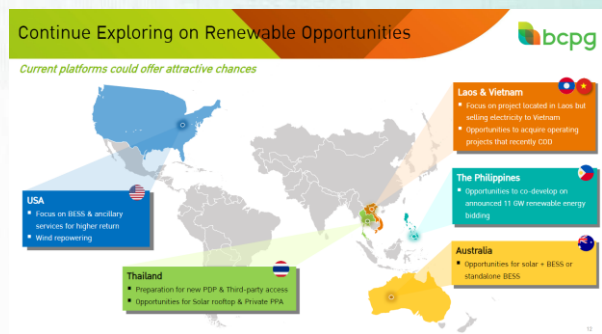 Continue Exploring on Renewable Opportunities
bcpg
Current platforms could offer attractive chances
Laos & Vietnam
• Focus on project located in Laos but
selling electricity to Vietnam
• Opportunities to acquire operating
projects that recently COD
The Philippines
• Opportunities to co-develop on
announced 11 GW renewable energy
bidding
USA
• Focus on BESS & ancillary
services for higher return
• Wind repowering
Australia
• Opportunities for solar + BESS or
standalone BESS
Thailand
• Preparation for new PDP & Third-party access
• Opportunities for Solar rooftop & Private PPA